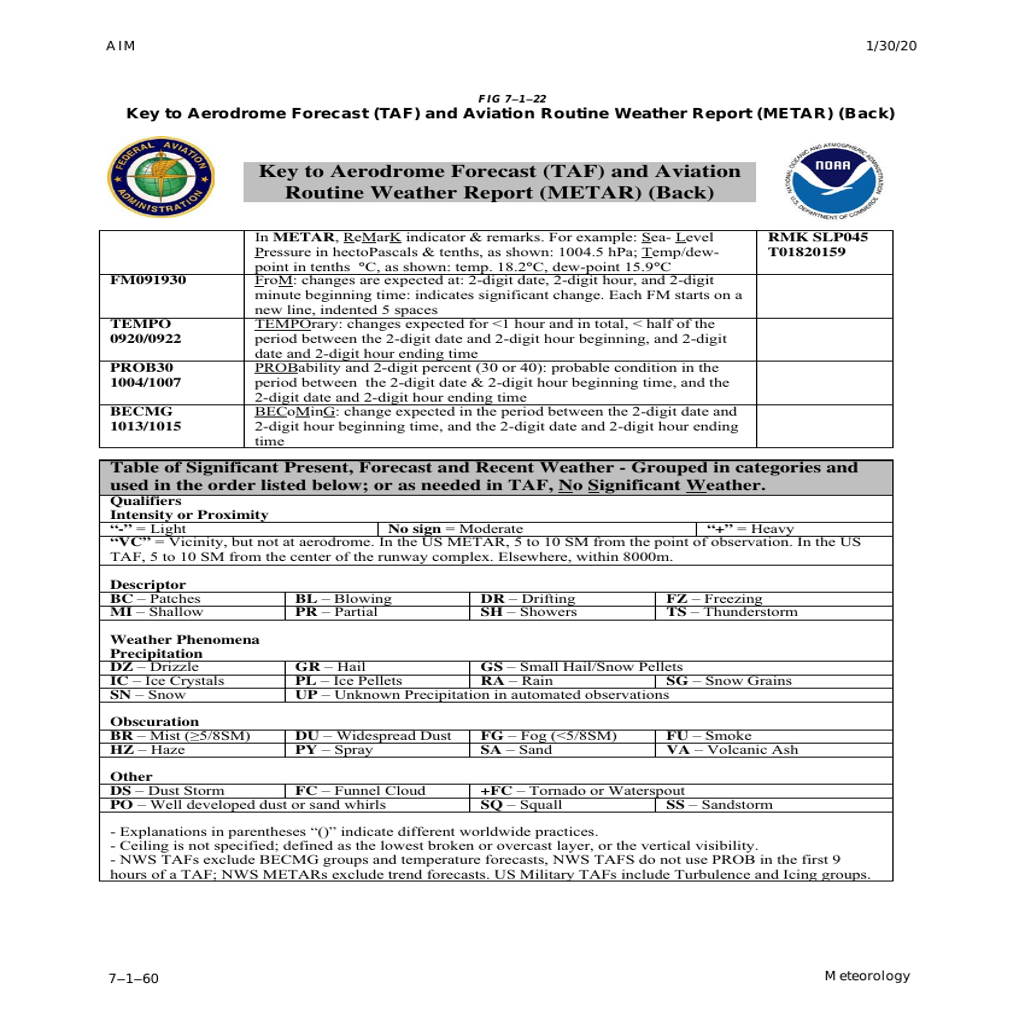 AIM
1/30/20
FIG 7–1–22
Key to Aerodrome Forecast (TAF) and Aviation Routine Weather Report (METAR) (Back)
FEDERAL AVIATION
ADMINISTRATION
Key to Aerodrome Forecast (TAF) and Aviation
Routine Weather Report (METAR) (Back)
NATIONAL OCEANIC AND ATMOSPHERIC ADMINISTRATION
NOAA
U.S. DEPARTMENT OF COMMERCE
In METAR, ReMarK indicator & remarks. For example: Sea- Level
Pressure in hectoPascals & tenths, as shown: 1004.5 hPa; Temp/dew-
point in tenths °C, as shown: temp. 18.2°C, dew-point 15.9°C
RMK SLP045
T01820159
FM091930
FroM: changes are expected at: 2-digit date, 2-digit hour, and 2-digit
minute beginning time: indicates significant change. Each FM starts on a
new line, indented 5 spaces
TEMPO
0920/0922
TEMPOrary: changes expected for <1 hour and in total, < half of the
period between the 2-digit date and 2-digit hour beginning, and 2-digit
date and 2-digit hour ending time
PROB30
1004/1007
PROBability and 2-digit percent (30 or 40): probable condition in the
period between the 2-digit date & 2-digit hour beginning time, and the
2-digit date and 2-digit hour ending time
BECMG
1013/1015
BECoMinG: change expected in the period between the 2-digit date and
2-digit hour beginning time, and the 2-digit date and 2-digit hour ending
time
Table of Significant Present, Forecast and Recent Weather - Grouped in categories and
used in the order listed below; or as needed in TAF, No Significant Weather.
Qualifiers
Intensity or Proximity
“-” = Light
No sign = Moderate
“+” = Heavy
“VC” = Vicinity, but not at aerodrome. In the US METAR, 5 to 10 SM from the point of observation. In the US
TAF, 5 to 10 SM from the center of the runway complex. Elsewhere, within 8000m.
Descriptor
BC – Patches
BL – Blowing
DR – Drifting
FZ – Freezing
MI – Shallow
PR – Partial
SH – Showers
TS – Thunderstorm
Weather Phenomena
Precipitation
DZ – Drizzle
GR – Hail
GS – Small Hail/Snow Pellets
IC – Ice Crystals
PL – Ice Pellets
RA – Rain
SG – Snow Grains
SN – Snow
UP – Unknown Precipitation in automated observations
Obscuration
BR – Mist (≥5/8SM)
DU – Widespread Dust
FG – Fog (<5/8SM)
FU – Smoke
HZ – Haze
PY – Spray
SA – Sand
VA – Volcanic Ash
Other
DS – Dust Storm
FC – Funnel Cloud
+FC – Tornado or Waterspout
PO – Well developed dust or sand whirls
SQ – Squall
SS – Sandstorm
- Explanations in parentheses “()” indicate different worldwide practices.
- Ceiling is not specified; defined as the lowest broken or overcast layer, or the vertical visibility.
- NWS TAFs exclude BECMG groups and temperature forecasts, NWS TAFS do not use PROB in the first 9
hours of a TAF; NWS METARs exclude trend forecasts. US Military TAFs include Turbulence and Icing groups.
7–1–60
Meteorology